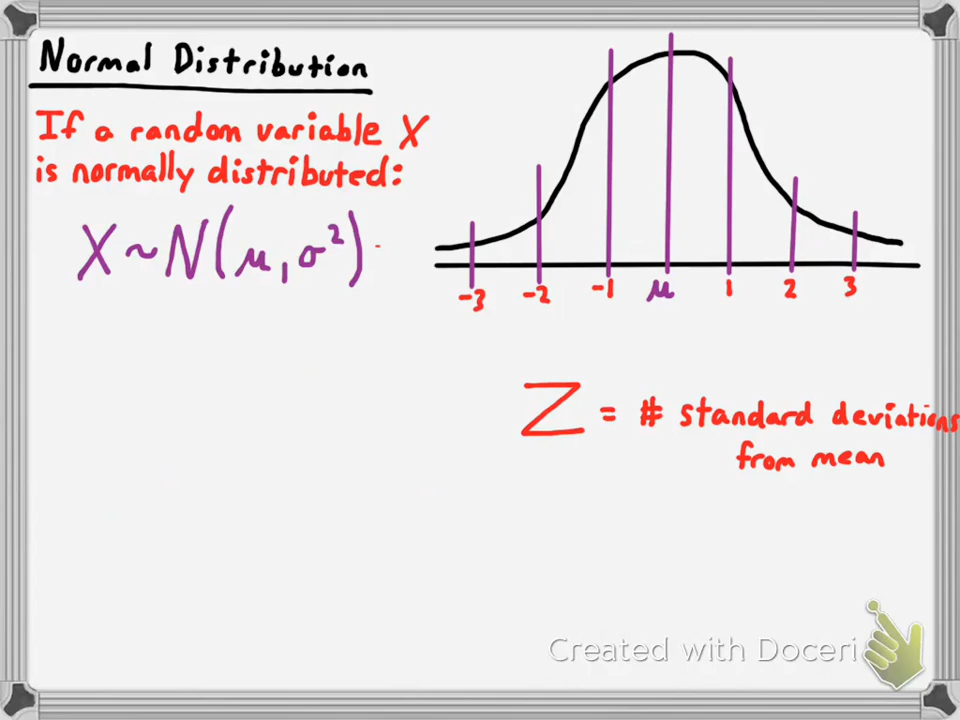 Normal Distribution
If a random variable X
is normally distributed:
X ~ N(μ, σ²)
-3 -2 -1 μ 1 2 3
Z = # standard deviations
from mean
Created with Doceri